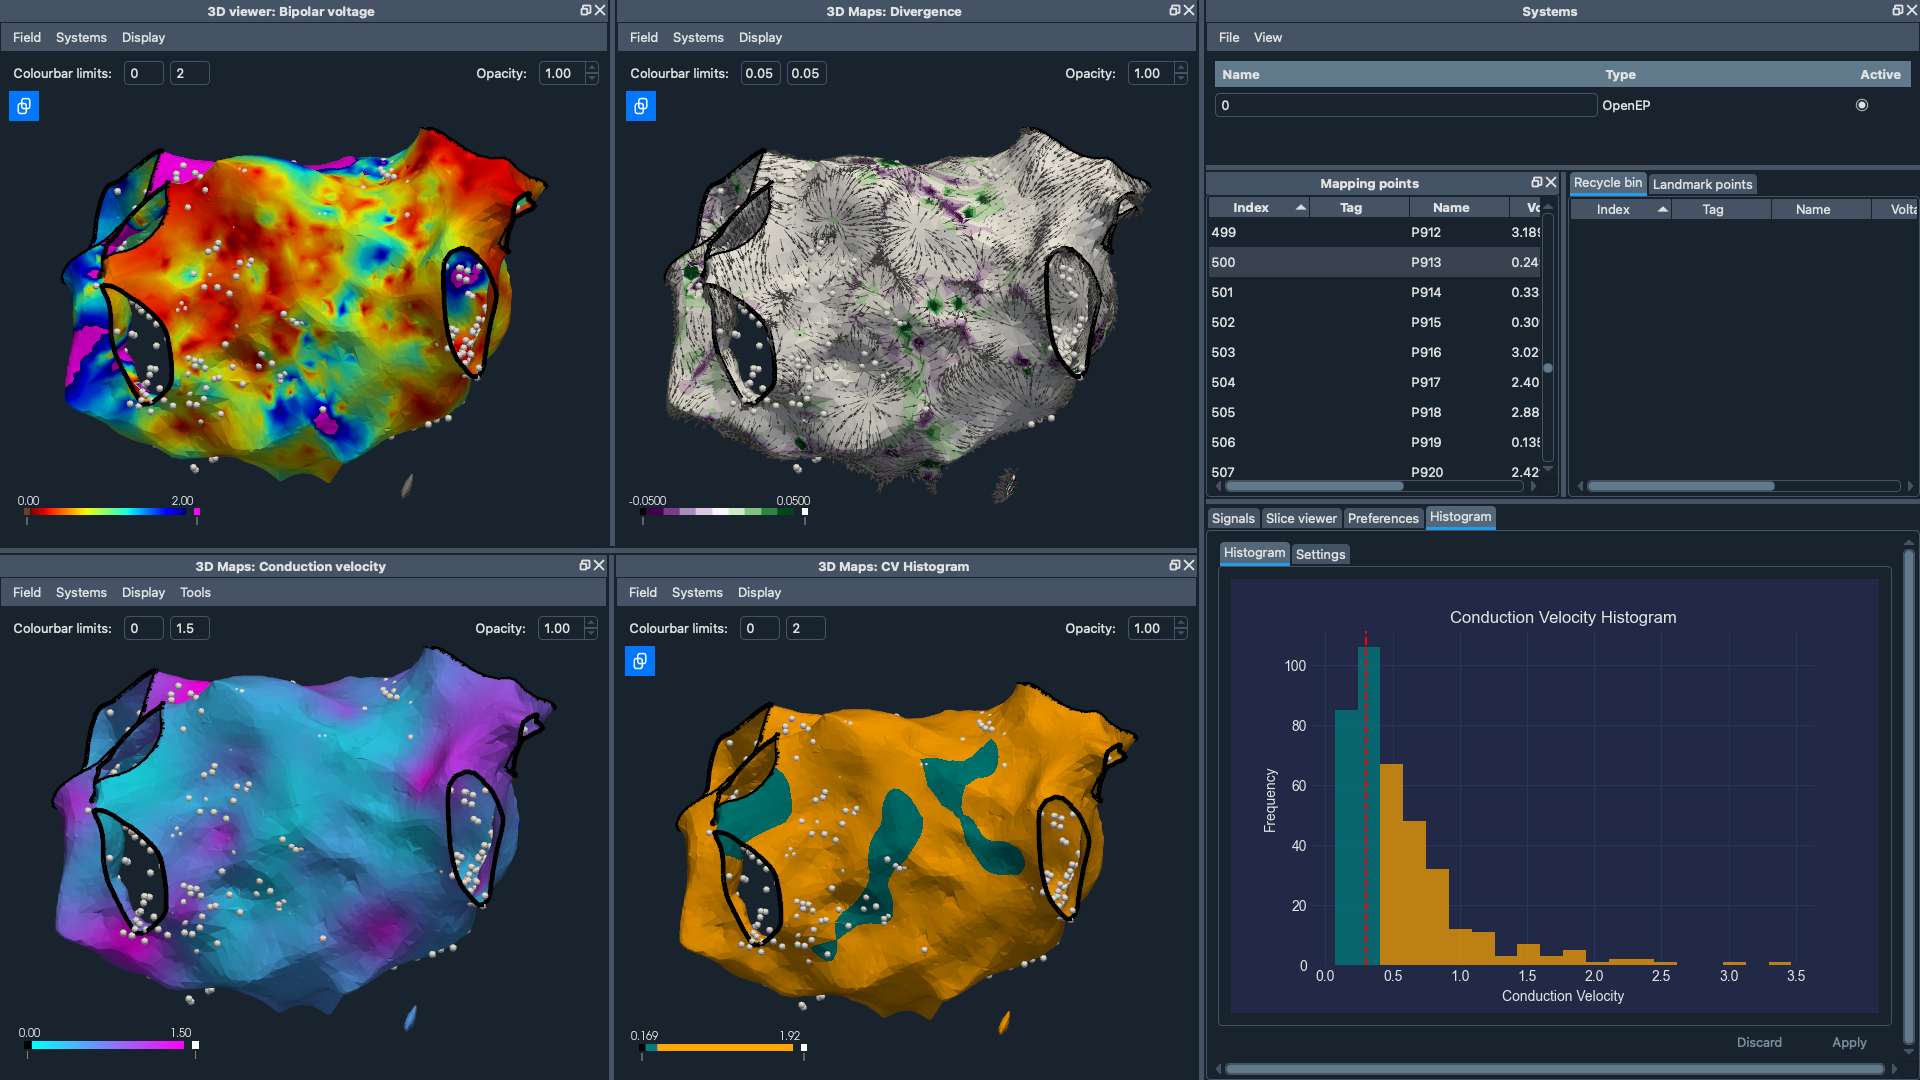 3D viewer: Bipolar voltage
Field Systems Display
Colourbar limits: 0 2 Opacity: 1.00
0.00 2.00
3D Maps: Divergence
Field Systems Display
Colourbar limits: 0.05 0.05 Opacity: 1.00
-0.0500 0.0500
3D Maps: Conduction velocity
Field Systems Display Tools
Colourbar limits: 0 1.5 Opacity: 1.00
0.00 1.50
3D Maps: CV Histogram
Field Systems Display
Colourbar limits: 0 2 Opacity: 1.00
0.169 1.92
Systems
File View
Name Type Active
0 OpenEP
Mapping points
Index Tag Name Vo
499 P912 3.189
500 P913 0.24
501 P914 0.33
502 P915 0.30
503 P916 3.02
504 P917 2.40
505 P918 2.88
506 P919 0.135
507 P920 2.42
Recycle bin Landmark points
Index Tag Name Volta
Signals Slice viewer Preferences Histogram
Histogram Settings
Conduction Velocity Histogram
Frequency
100
80
60
40
20
0
0.0 0.5 1.0 1.5 2.0 2.5 3.0 3.5
Conduction Velocity
Discard Apply